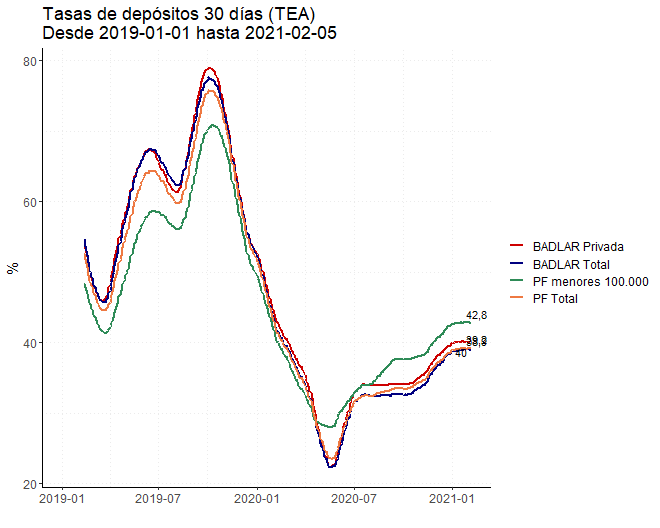 Tasas de depósitos 30 días (TEA)
Desde 2019-01-01 hasta 2021-02-05
80
60
40
20
%
2019-01
2019-07
2020-01
2020-07
2021-01
42,8
40
BADLAR Privada
BADLAR Total
PF menores 100.000
PF Total